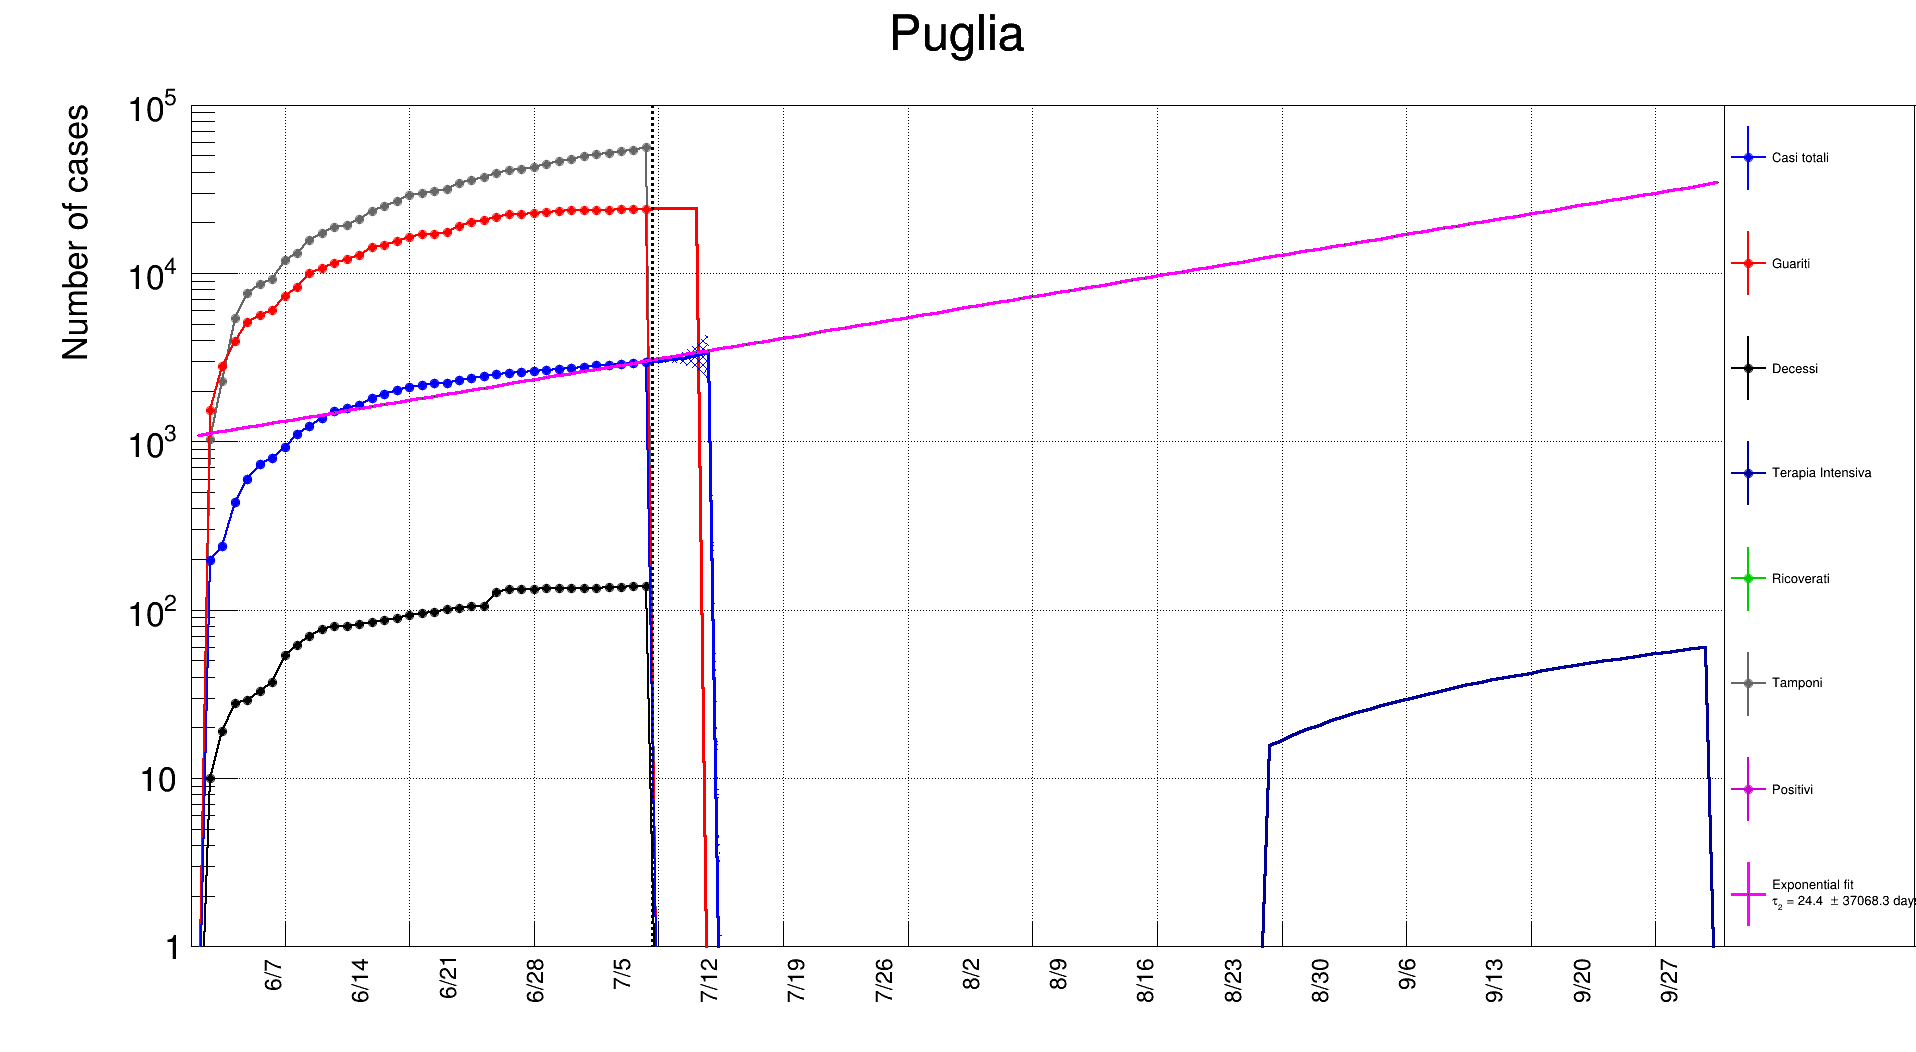 Puglia
Number of cases
10^5
10^4
10^3
10^2
10
1
6/7
6/14
6/21
6/28
7/5
7/12
7/19
7/26
8/2
8/9
8/16
8/23
8/30
9/6
9/13
9/20
9/27
Casi totali
Guariti
Decessi
Terapia Intensiva
Ricoverati
Tamponi
Positivi
Exponential fit
τ_2 = 24.4 ± 37068.3 days